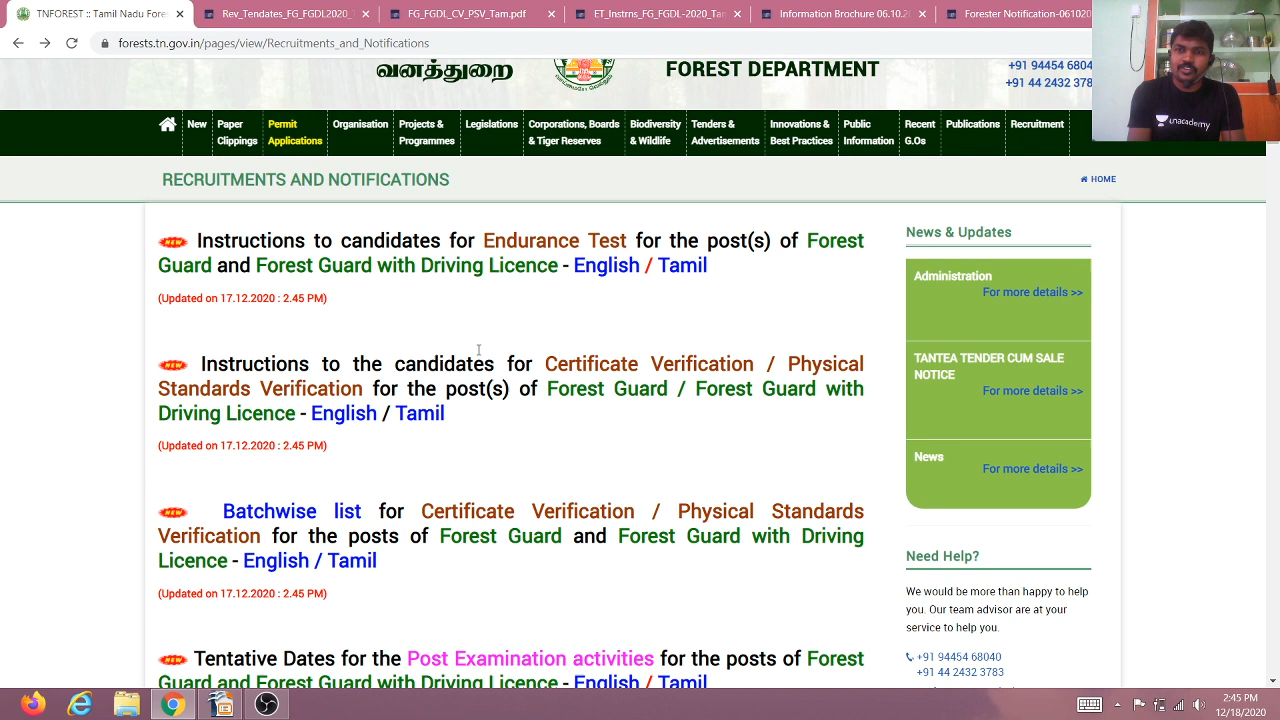 TNFOREST :: Tamil Nadu Forest D
Rev_Tentative_Dates_FGFGDL2020_
FG_FGDL_CV_PSV_Tam.pdf
ET_Instrns_FG_FGDL-2020_Tam
Information Brochure 06.10.2
Forester Notification-061020
forests.tn.gov.in/pages/view/Recruitments_and_Notifications
வனத்துறை
FOREST DEPARTMENT
+91 94454 6804
+91 44 2432 378
New
Paper Clippings
Permit Applications
Organisation
Projects & Programmes
Legislations
Corporations, Boards & Tiger Reserves
Biodiversity & Wildlife
Tenders & Advertisements
Innovations & Best Practices
Public Information
Recent G.Os
Publications
Recruitment
unacademy
RECRUITMENTS AND NOTIFICATIONS
HOME
NEW Instructions to candidates for Endurance Test for the post(s) of Forest
Guard and Forest Guard with Driving Licence - English / Tamil
(Updated on 17.12.2020 : 2.45 PM)
NEW Instructions to the candidates for Certificate Verification / Physical
Standards Verification for the post(s) of Forest Guard / Forest Guard with
Driving Licence - English / Tamil
(Updated on 17.12.2020 : 2.45 PM)
NEW Batchwise list for Certificate Verification / Physical Standards
Verification for the posts of Forest Guard and Forest Guard with Driving
Licence - English / Tamil
(Updated on 17.12.2020 : 2.45 PM)
NEW Tentative Dates for the Post Examination activities for the posts of Forest
Guard and Forest Guard with Driving Licence - English / Tamil
News & Updates
Administration
For more details >>
TANTEA TENDER CUM SALE
NOTICE
For more details >>
News
For more details >>
Need Help?
We would be more than happy to help
you. Our team advisor are at your
service to help you.
+91 94454 68040
+91 44 2432 3783
2:45 PM
12/18/2020